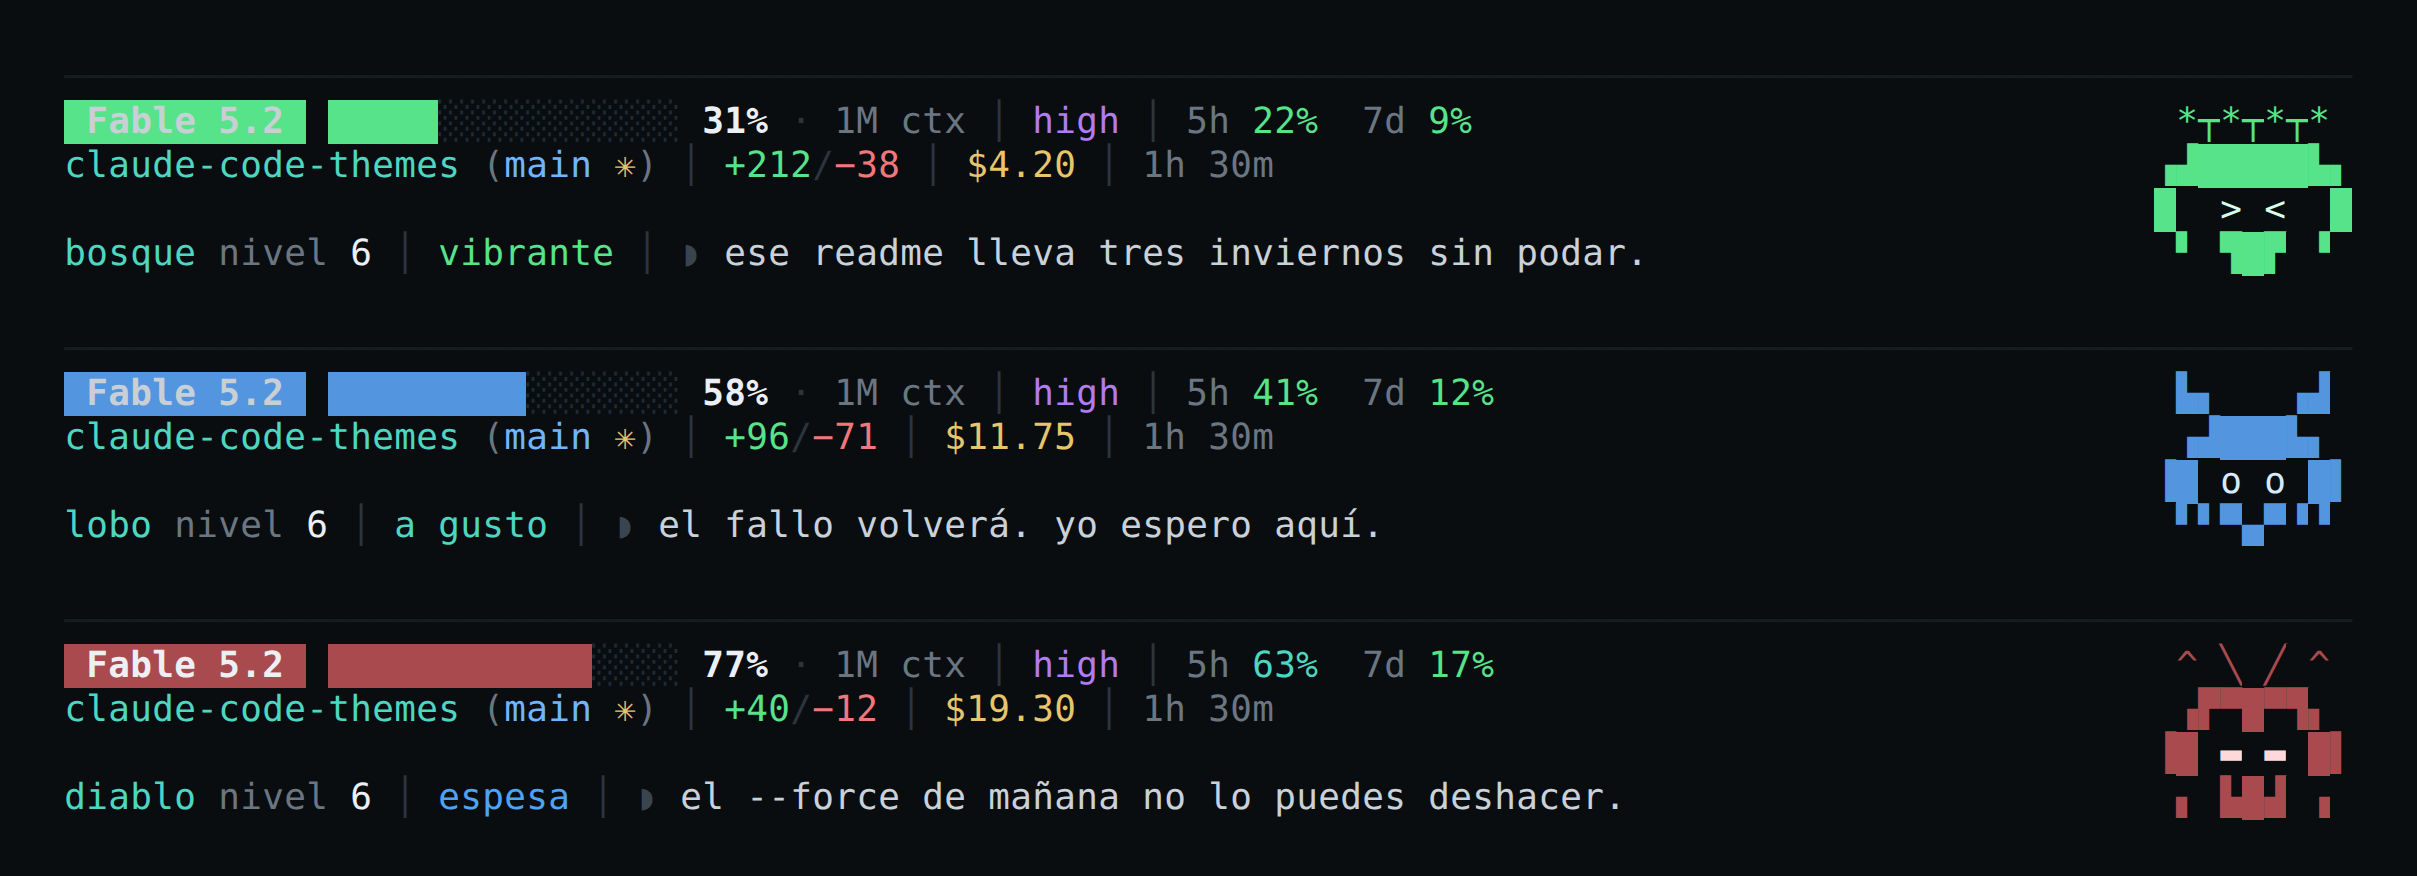 Fable 5.2 31% · 1M ctx │ high │ 5h 22% 7d 9%
claude-code-themes (main ✳) │ +212/−38 │ $4.20 │ 1h 30m
bosque nivel 6 │ vibrante │ ◗ ese readme lleva tres inviernos sin podar.
Fable 5.2 58% · 1M ctx │ high │ 5h 41% 7d 12%
claude-code-themes (main ✳) │ +96/−71 │ $11.75 │ 1h 30m
lobo nivel 6 │ a gusto │ ◗ el fallo volverá. yo espero aquí.
Fable 5.2 77% · 1M ctx │ high │ 5h 63% 7d 17%
claude-code-themes (main ✳) │ +40/−12 │ $19.30 │ 1h 30m
diablo nivel 6 │ espesa │ ◗ el --force de mañana no lo puedes deshacer.